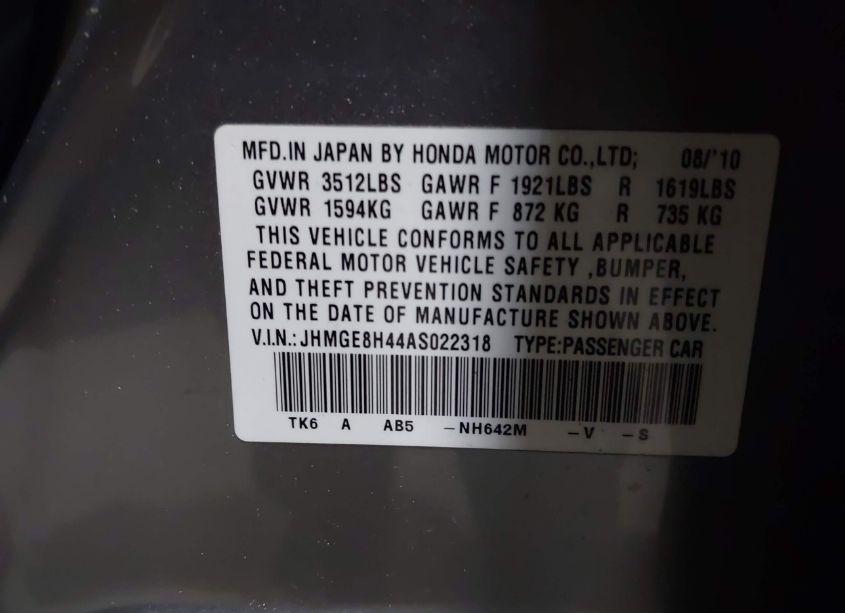 MFD.IN JAPAN BY HONDA MOTOR CO.,LTD; 08/'10
GVWR 3512LBS GAWR F 1921LBS R 1619LBS
GVWR 1594KG GAWR F 872 KG R 735 KG
THIS VEHICLE CONFORMS TO ALL APPLICABLE
FEDERAL MOTOR VEHICLE SAFETY ,BUMPER,
AND THEFT PREVENTION STANDARDS IN EFFECT
ON THE DATE OF MANUFACTURE SHOWN ABOVE.
V.I.N.: JHMGE8H44AS022318 TYPE:PASSENGER CAR
TK6 A AB5 -NH642M -V -S